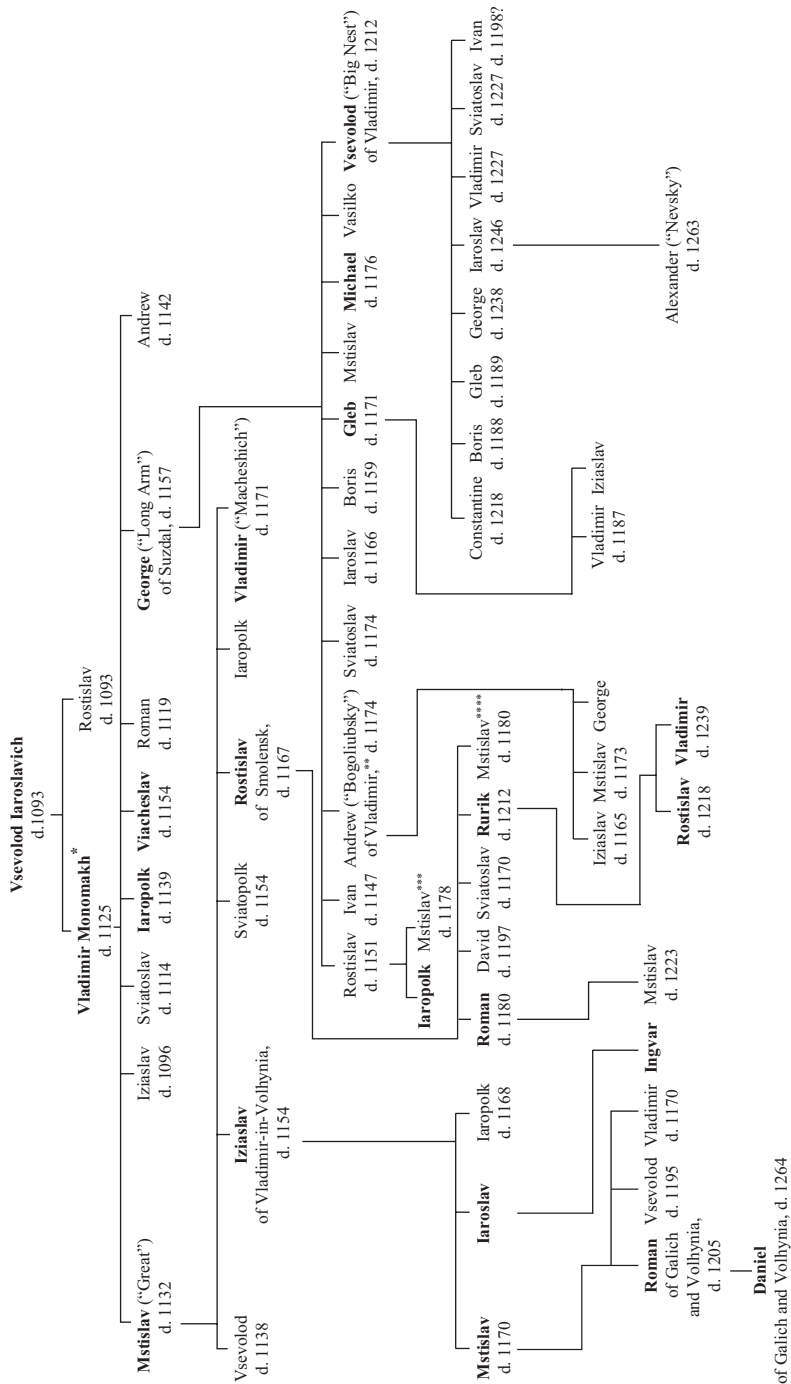 Vsevolod Iaroslavich
d.1093
Vladimir Monomakh*
d. 1125
Rostislav
d. 1093
Mstislav (“Great”)
d. 1132
Iziaslav
d. 1096
Sviatoslav
d. 1114
Iaropolk
d. 1139
Viacheslav
d. 1154
Roman
d. 1119
George (“Long Arm”)
of Suzdal, d. 1157
Andrew
d. 1142
Vsevolod
d. 1138
Iziaslav
of Vladimir-in-Volhynia,
d. 1154
Sviatopolk
d. 1154
Rostislav
of Smolensk,
d. 1167
Iaropolk
Vladimir (“Macheshich”)
d. 1171
Rostislav
d. 1151
Ivan
d. 1147
Andrew (“Bogoliubsky”)
of Vladimir,** d. 1174
Sviatoslav
d. 1174
Iaroslav
d. 1166
Boris
d. 1159
Gleb
d. 1171
Mstislav
Michael
d. 1176
Vasilko
Vsevolod (“Big Nest”)
of Vladimir, d. 1212
Iaropolk
Mstislav***
d. 1178
Mstislav
d. 1170
Iaroslav
Iaropolk
d. 1168
Roman
d. 1180
David
d. 1197
Sviatoslav
d. 1170
Rurik
d. 1212
Mstislav****
d. 1180
Constantine
d. 1218
Boris
d. 1188
Gleb
d. 1189
George
d. 1238
Iaroslav
d. 1246
Vladimir
d. 1227
Sviatoslav
d. 1227
Ivan
d. 1198?
Iziaslav
d. 1165
Mstislav
d. 1173
George
Vladimir
d. 1187
Iziaslav
Roman
of Galich
and Volhynia,
d. 1205
Vsevolod
d. 1195
Vladimir
d. 1170
Ingvar
Mstislav
d. 1223
Rostislav
d. 1218
Vladimir
d. 1239
Alexander (“Nevsky”)
d. 1263
Daniel
of Galich and Volhynia, d. 1264